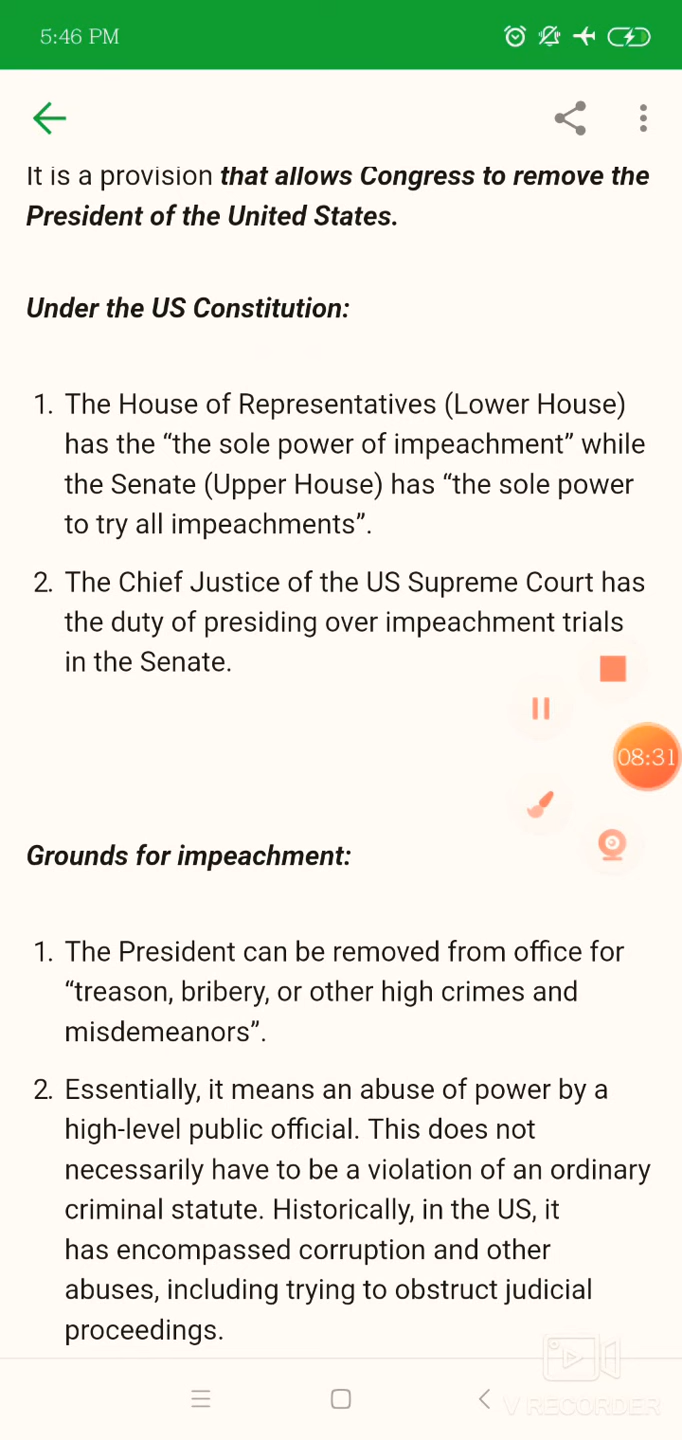 5:46 PM
It is a provision that allows Congress to remove the
President of the United States.
Under the US Constitution:
1. The House of Representatives (Lower House)
has the “the sole power of impeachment” while
the Senate (Upper House) has “the sole power
to try all impeachments”.
2. The Chief Justice of the US Supreme Court has
the duty of presiding over impeachment trials
in the Senate.
08:31
Grounds for impeachment:
1. The President can be removed from office for
“treason, bribery, or other high crimes and
misdemeanors”.
2. Essentially, it means an abuse of power by a
high-level public official. This does not
necessarily have to be a violation of an ordinary
criminal statute. Historically, in the US, it
has encompassed corruption and other
abuses, including trying to obstruct judicial
proceedings.
V RECORDER